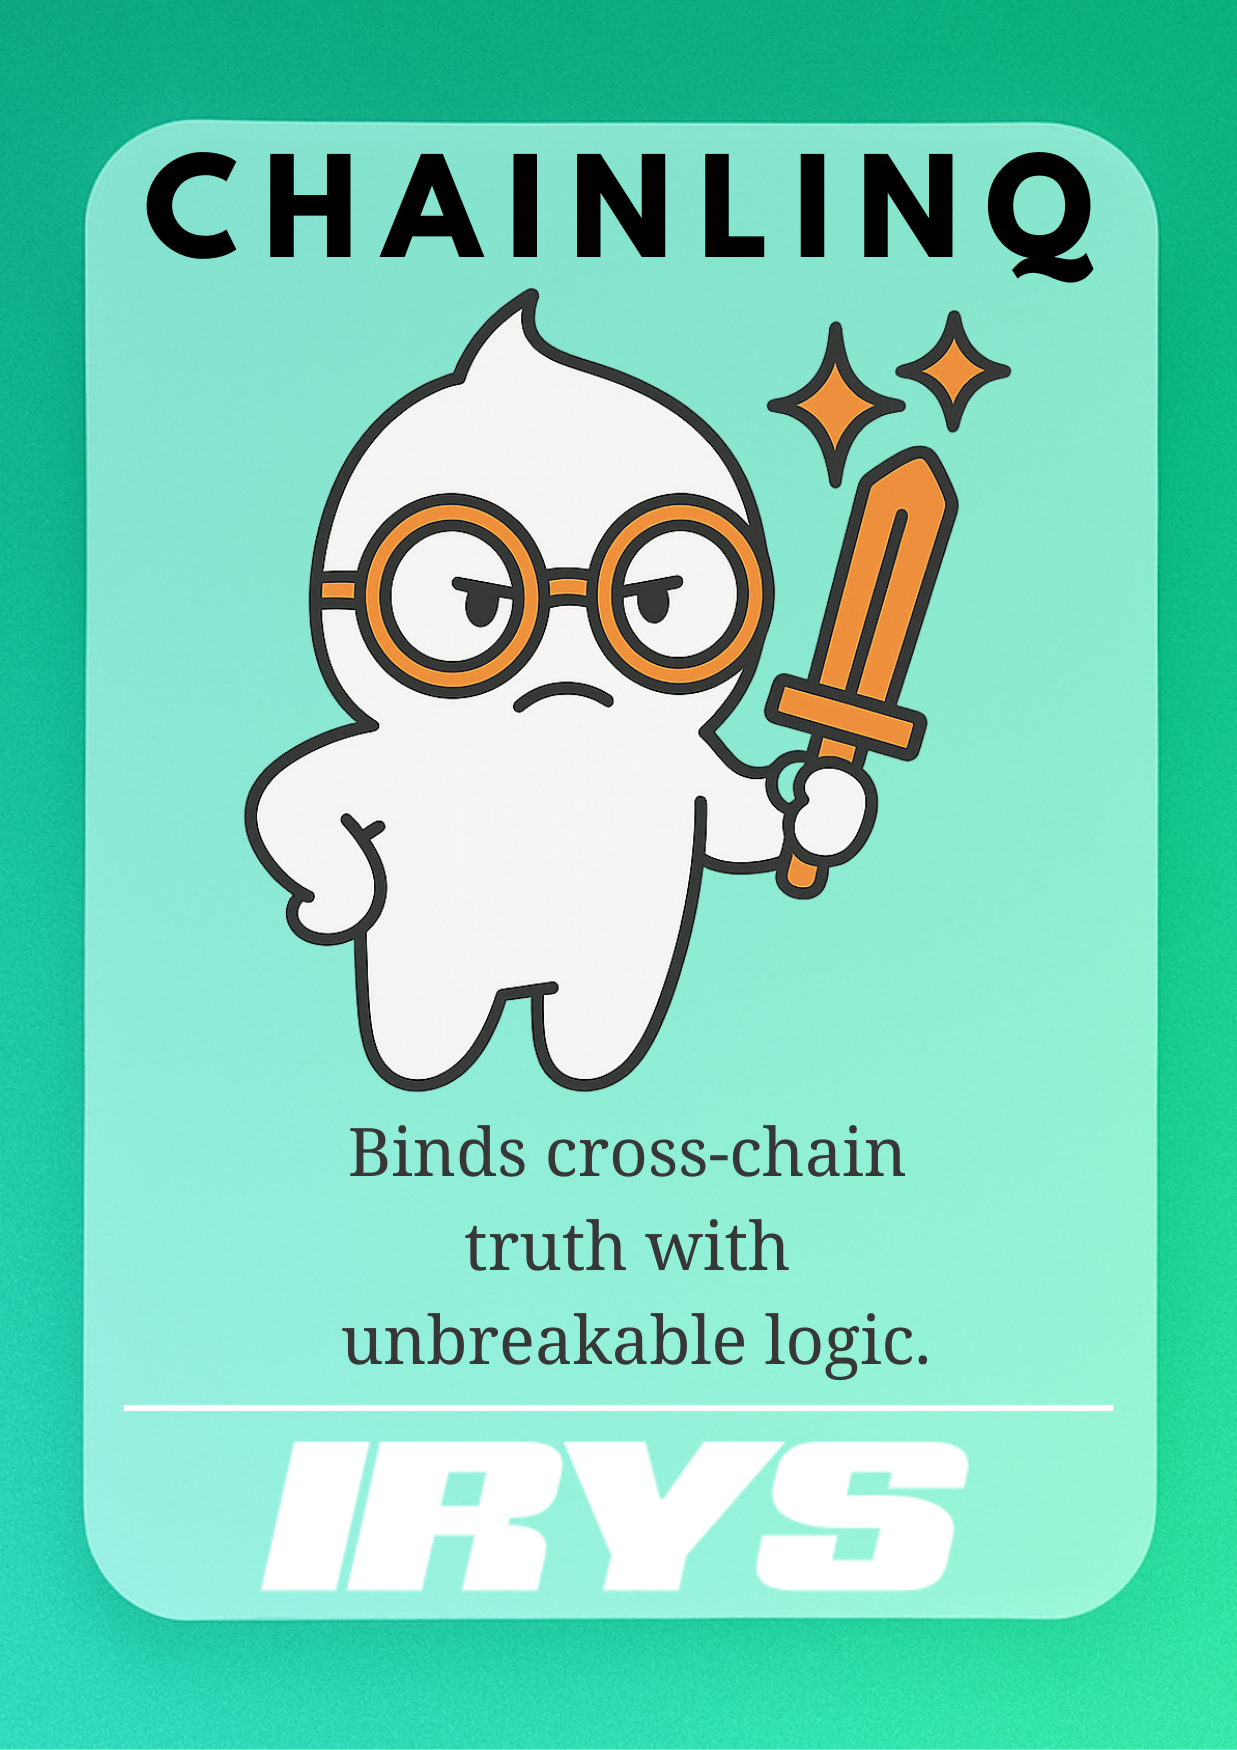 CHAINLINQ
Binds cross-chain
truth with
unbreakable logic.
IRYS